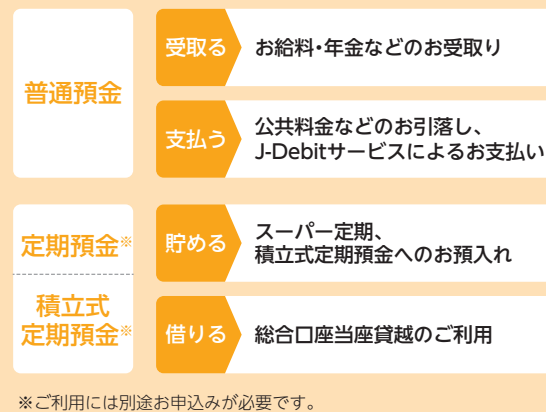 普通預金
受取る
お給料・年金などのお受取り
支払う
公共料金などのお引落し、
J-Debitサービスによるお支払い
定期預金※
貯める
スーパー定期、
積立式定期預金へのお預入れ
積立式
定期預金※
借りる
総合口座当座貸越のご利用
※ご利用には別途お申込みが必要です。